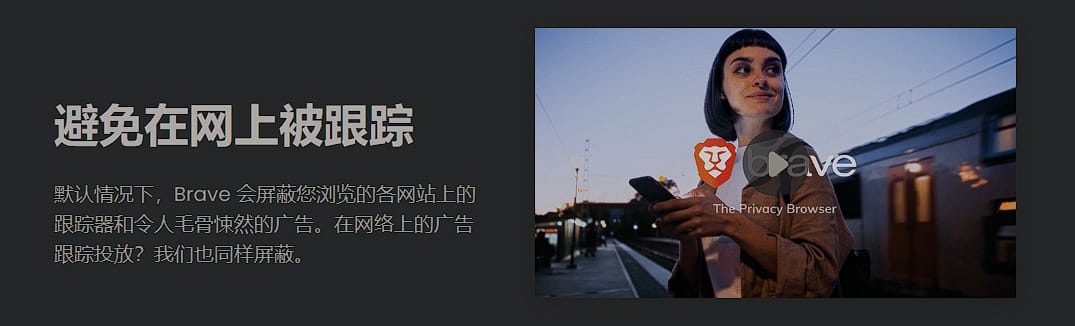 避免在网上被跟踪
默认情况下，Brave 会屏蔽您浏览的各网站上的
跟踪器和令人毛骨悚然的广告。在网络上的广告
跟踪投放？我们也同样屏蔽。
brave
The Privacy Browser